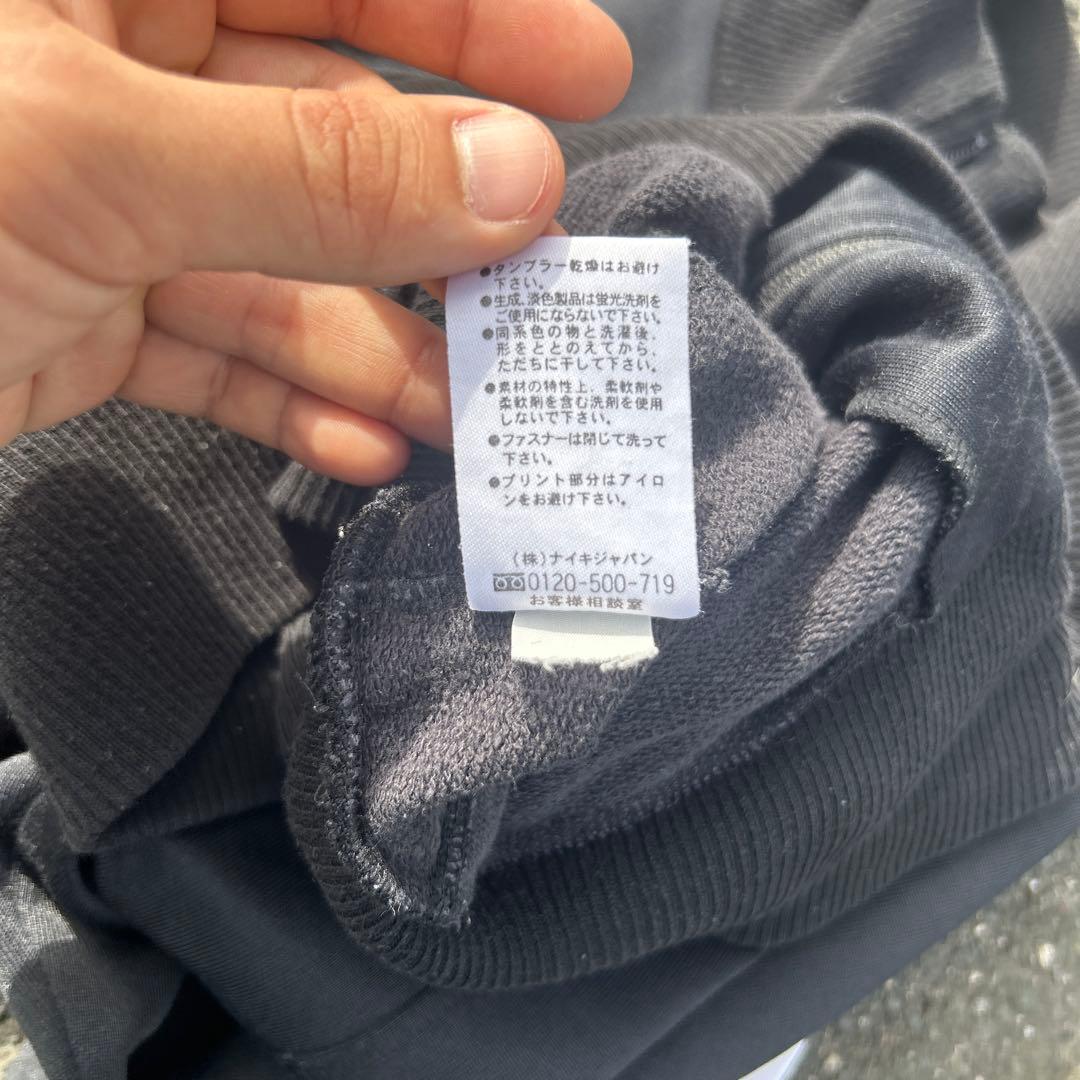 ●タンブラー乾燥はお避け
下さい。
●生成、淡色製品は蛍光洗剤を
ご使用にならないで下さい。
●同系色の物と洗濯後、
形をととのえてから、
ただちに干して下さい。
●素材の特性上、柔軟剤や
柔軟剤を含む洗剤を使用
しないで下さい。
●ファスナーは閉じて洗って
下さい。
●プリント部分はアイロ
ンをお避け下さい。
(株)ナイキジャパン
0120-500-719
お客様相談室